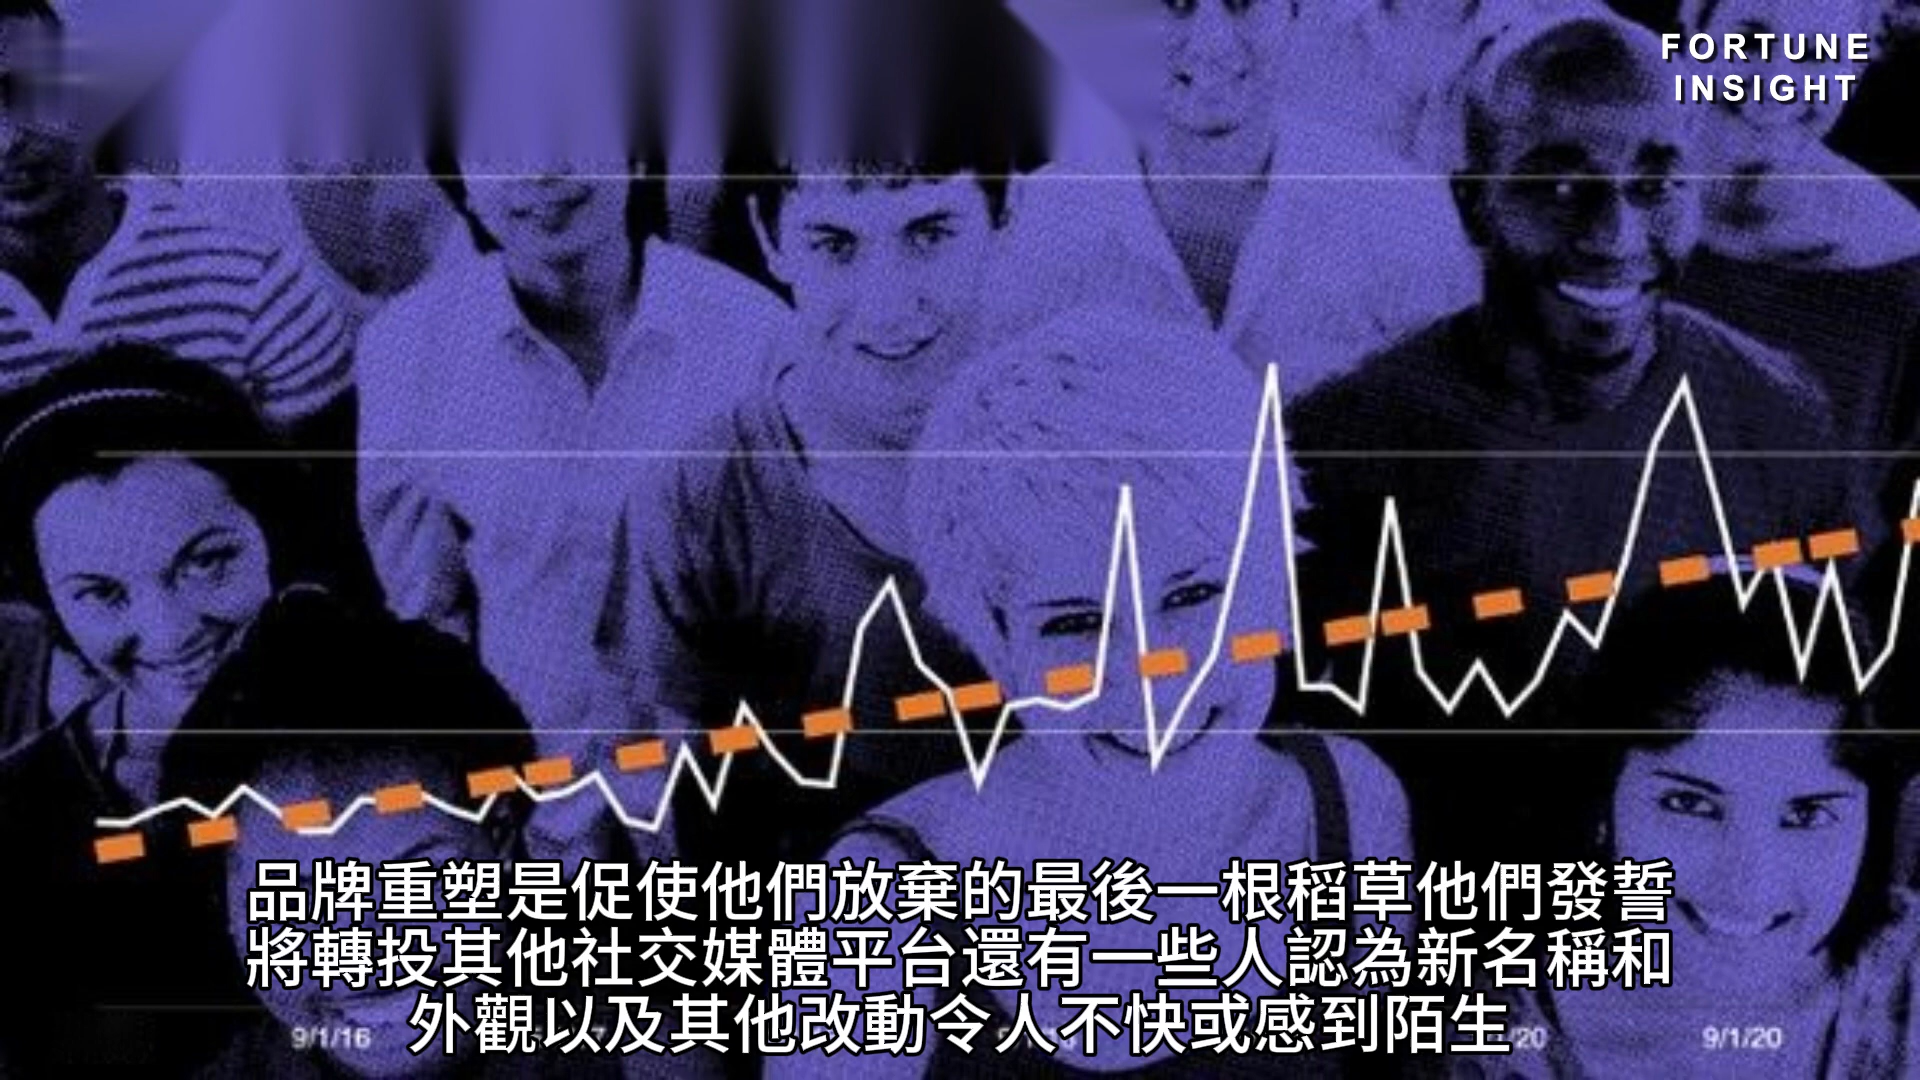 FORTUNE
INSIGHT
品牌重塑是促使他們放棄的最後一根稻草他們發誓
將轉投其他社交媒體平台還有一些人認為新名稱和
外觀以及其他改動令人不快或感到陌生
9/1/16
9/1/20